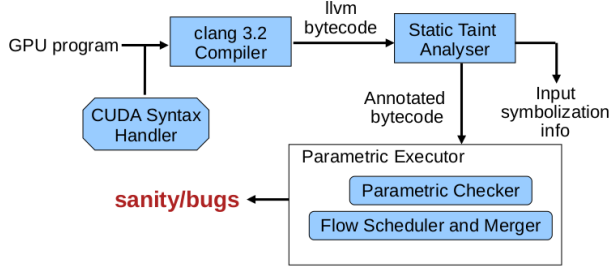 GPU program
clang 3.2
Compiler
llvm
bytecode
Static Taint
Analyser
CUDA Syntax
Handler
Annotated
bytecode
Input
symbolization
info
Parametric Executor
Parametric Checker
Flow Scheduler and Merger
sanity/bugs